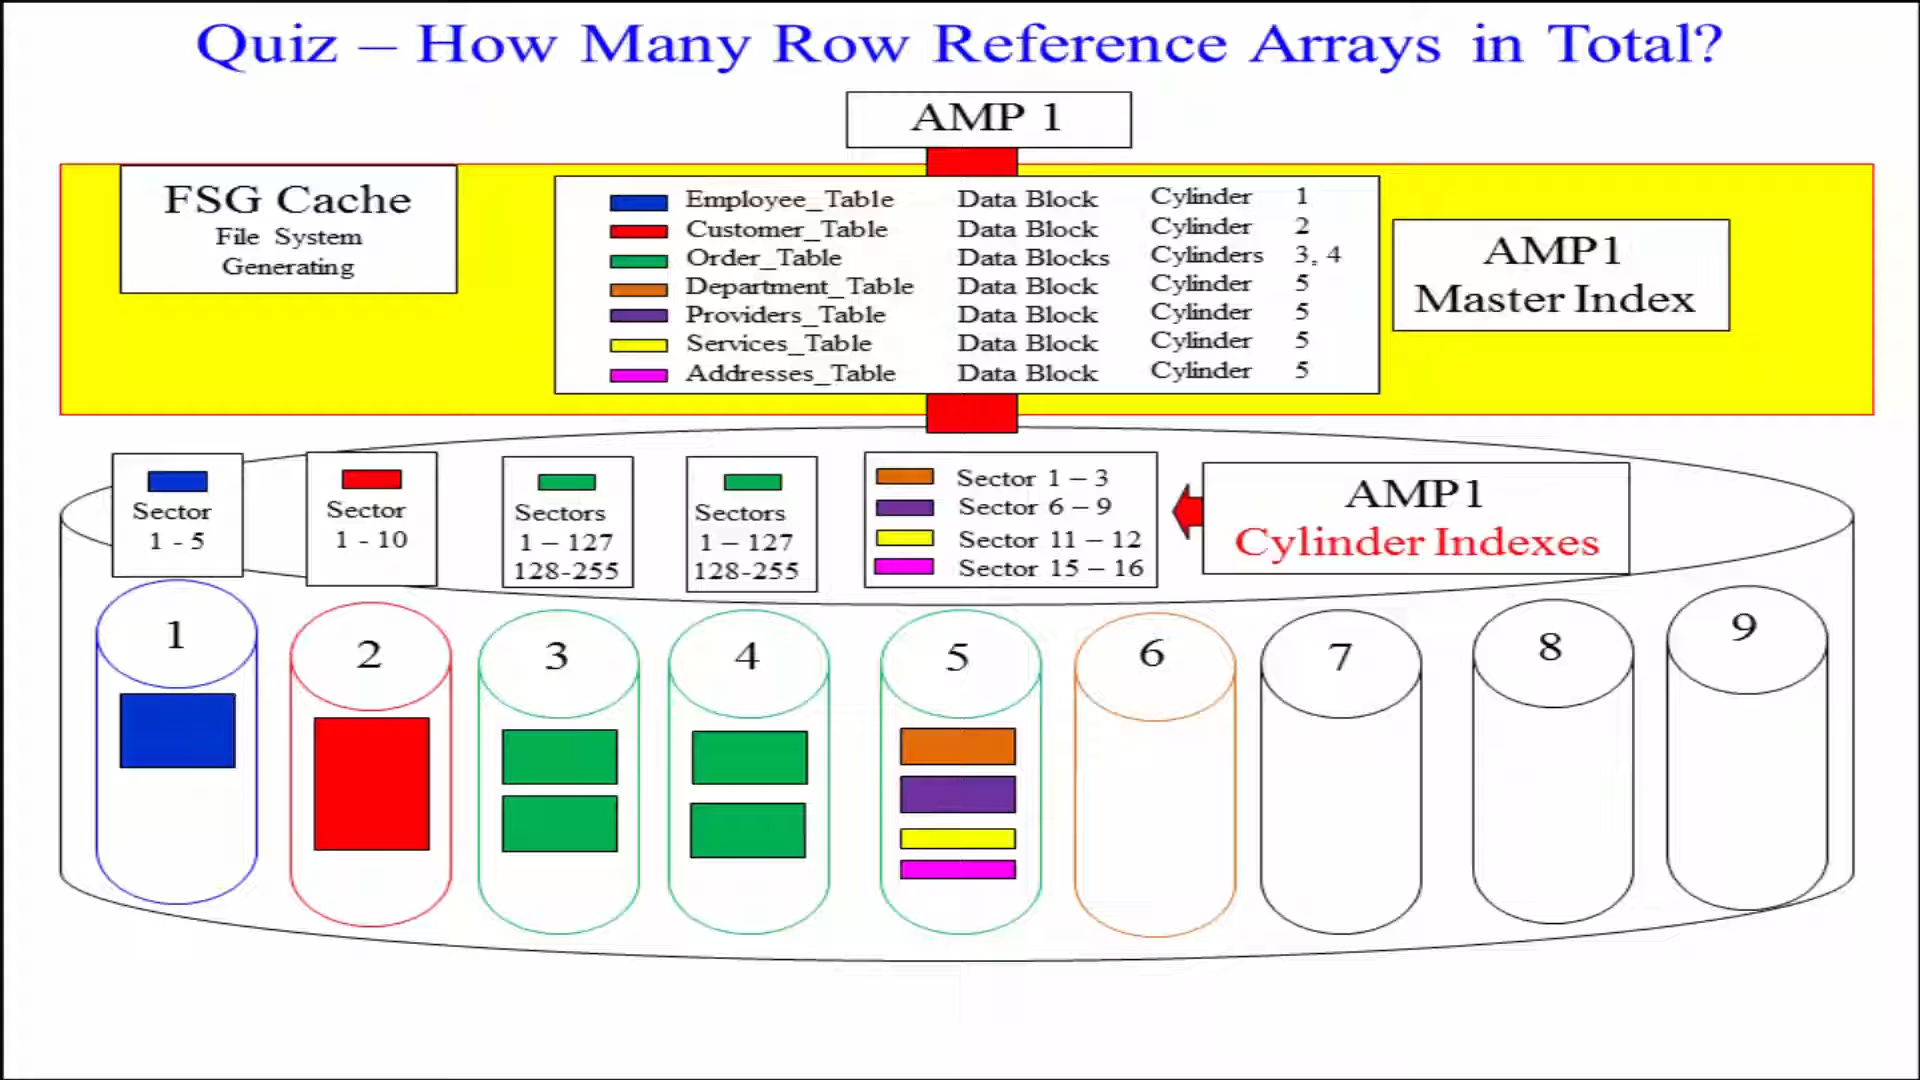 Quiz – How Many Row Reference Arrays in Total?
AMP 1
FSG Cache
File System
Generating
Employee_Table Data Block Cylinder 1
Customer_Table Data Block Cylinder 2
Order_Table Data Blocks Cylinders 3, 4
Department_Table Data Block Cylinder 5
Providers_Table Data Block Cylinder 5
Services_Table Data Block Cylinder 5
Addresses_Table Data Block Cylinder 5
AMP1
Master Index
Sector
1 - 5
Sector
1 - 10
Sectors
1 – 127
128-255
Sectors
1 – 127
128-255
Sector 1 – 3
Sector 6 – 9
Sector 11 – 12
Sector 15 – 16
AMP1
Cylinder Indexes
1
2
3
4
5
6
7
8
9